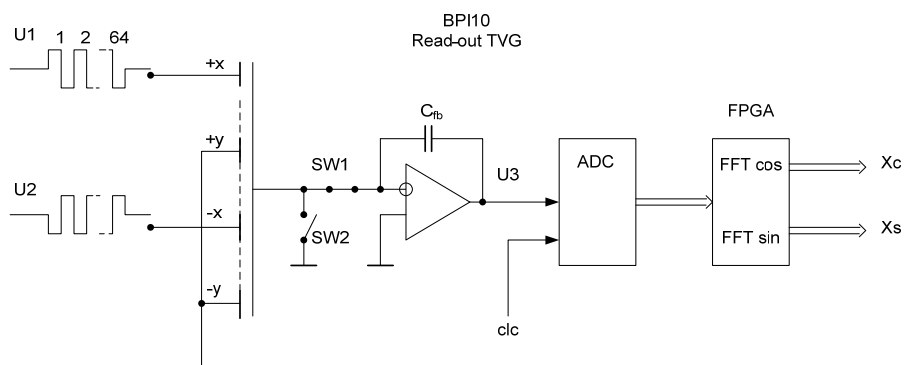 BPI10
Read-out TVG
U1 1 2 64
+x
+y
-x
-y
U2
SW1
SW2
Cfb
U3
ADC
clc
FPGA
FFT cos
FFT sin
Xc
Xs